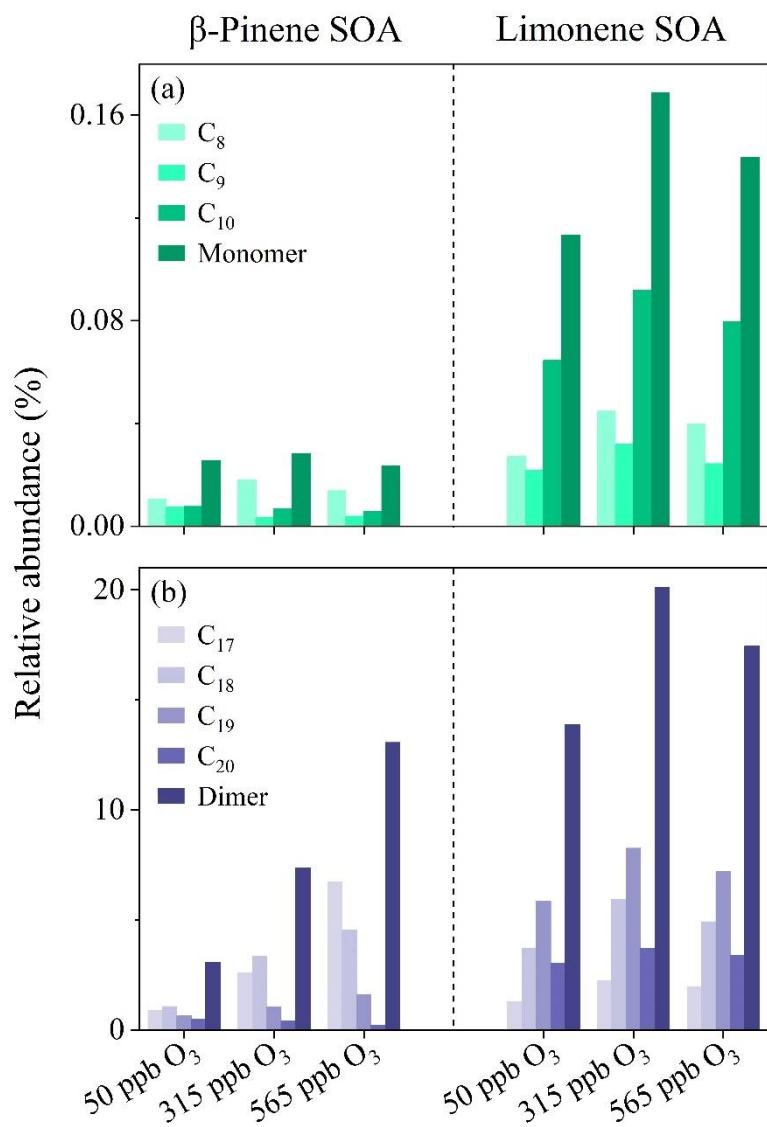 β-Pinene SOA
Limonene SOA
(a)
C₈
C₉
C₁₀
Monomer
0.16
0.08
0.00
Relative abundance (%)
(b)
C₁₇
C₁₈
C₁₉
C₂₀
Dimer
20
10
0
50 ppb O₃
315 ppb O₃
565 ppb O₃
50 ppb O₃
315 ppb O₃
565 ppb O₃